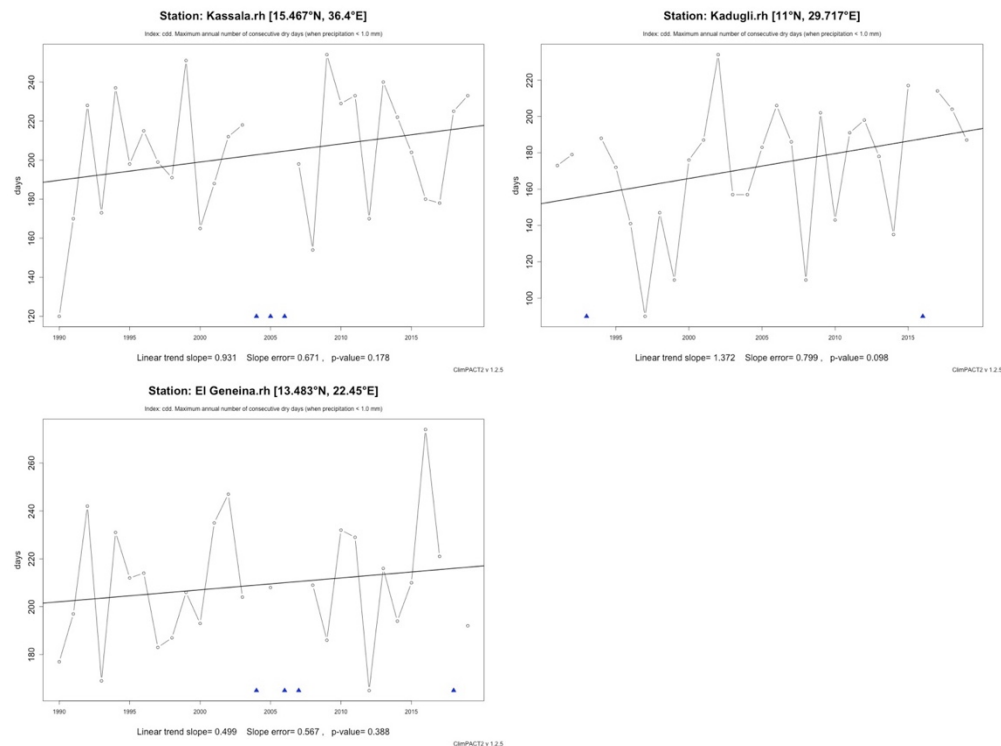 Station: Kassala.rh [15.467°N, 36.4°E]
Index: cdd. Maximum annual number of consecutive dry days (when precipitation < 1.0 mm)
240
220
200
180
160
140
120
days
1990
1995
2000
2005
2010
2015
Linear trend slope= 0.931 Slope error= 0.671 , p-value= 0.178
ClimPACT2 v 1.2.5
Station: Kadugli.rh [11°N, 29.717°E]
Index: cdd. Maximum annual number of consecutive dry days (when precipitation < 1.0 mm)
220
200
180
160
140
120
100
days
1995
2000
2005
2010
2015
Linear trend slope= 1.372 Slope error= 0.799 , p-value= 0.098
ClimPACT2 v 1.2.5
Station: El Geneina.rh [13.483°N, 22.45°E]
Index: cdd. Maximum annual number of consecutive dry days (when precipitation < 1.0 mm)
260
240
220
200
180
days
1990
1995
2000
2005
2010
2015
Linear trend slope= 0.499 Slope error= 0.567 , p-value= 0.388
ClimPACT2 v 1.2.5